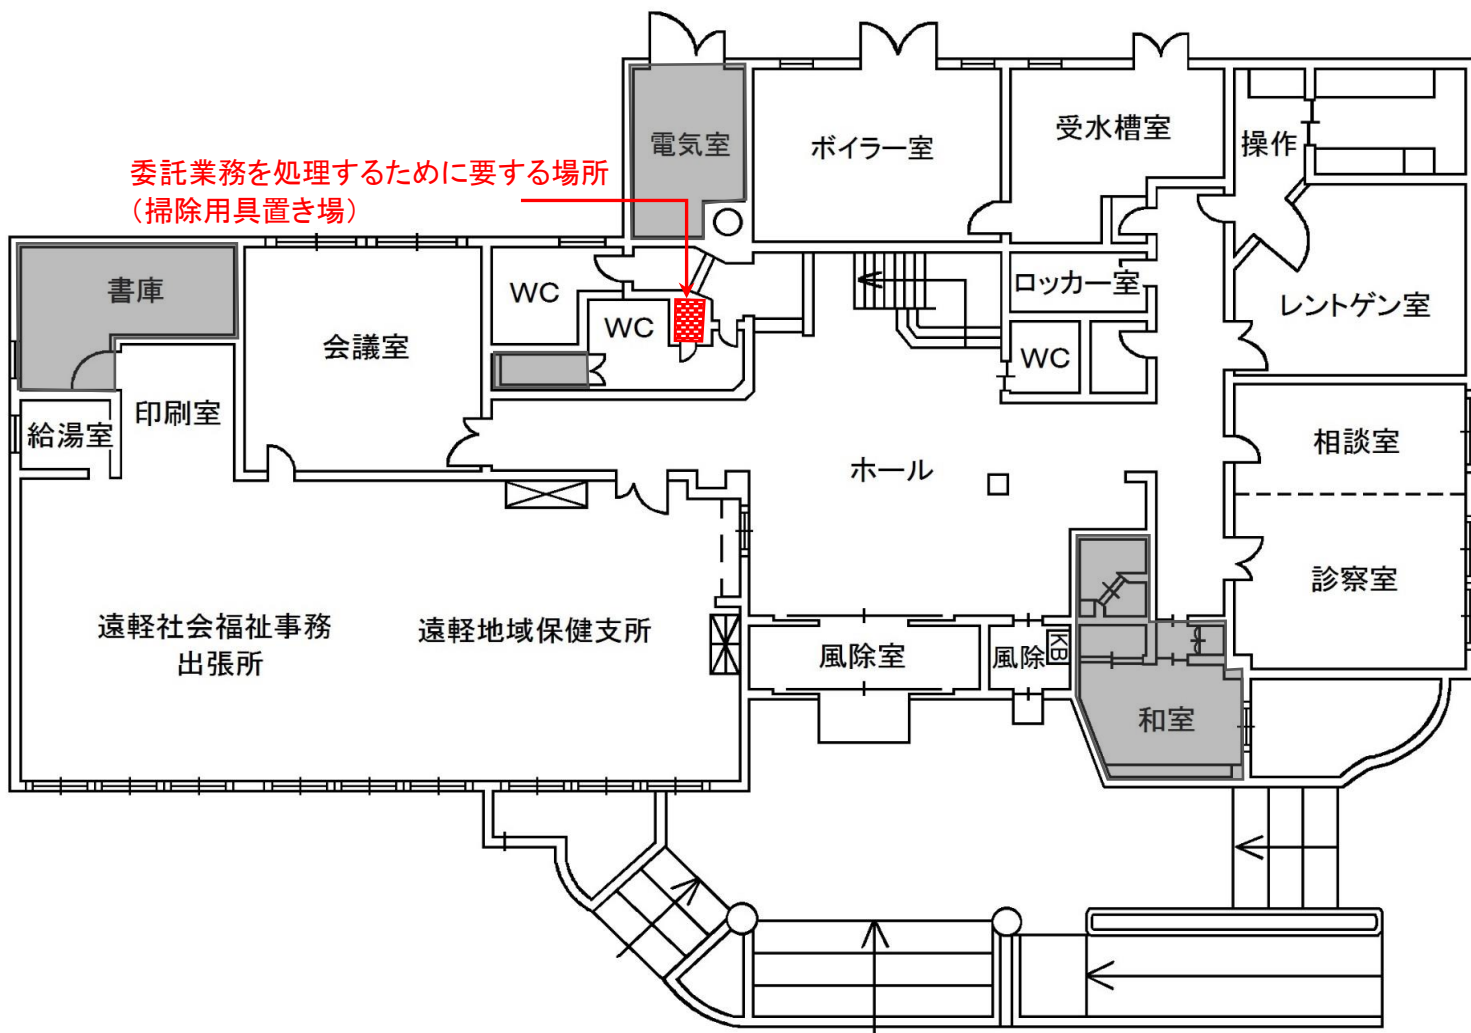 電気室
ボイラー室
受水槽室
操作
委託業務を処理するために要する場所
（掃除用具置き場）
書庫
会議室
WC
WC
ロッカー室
レントゲン室
WC
印刷室
給湯室
相談室
ホール
診察室
遠軽社会福祉事務
出張所
遠軽地域保健支所
風除室
風除
KB
和室